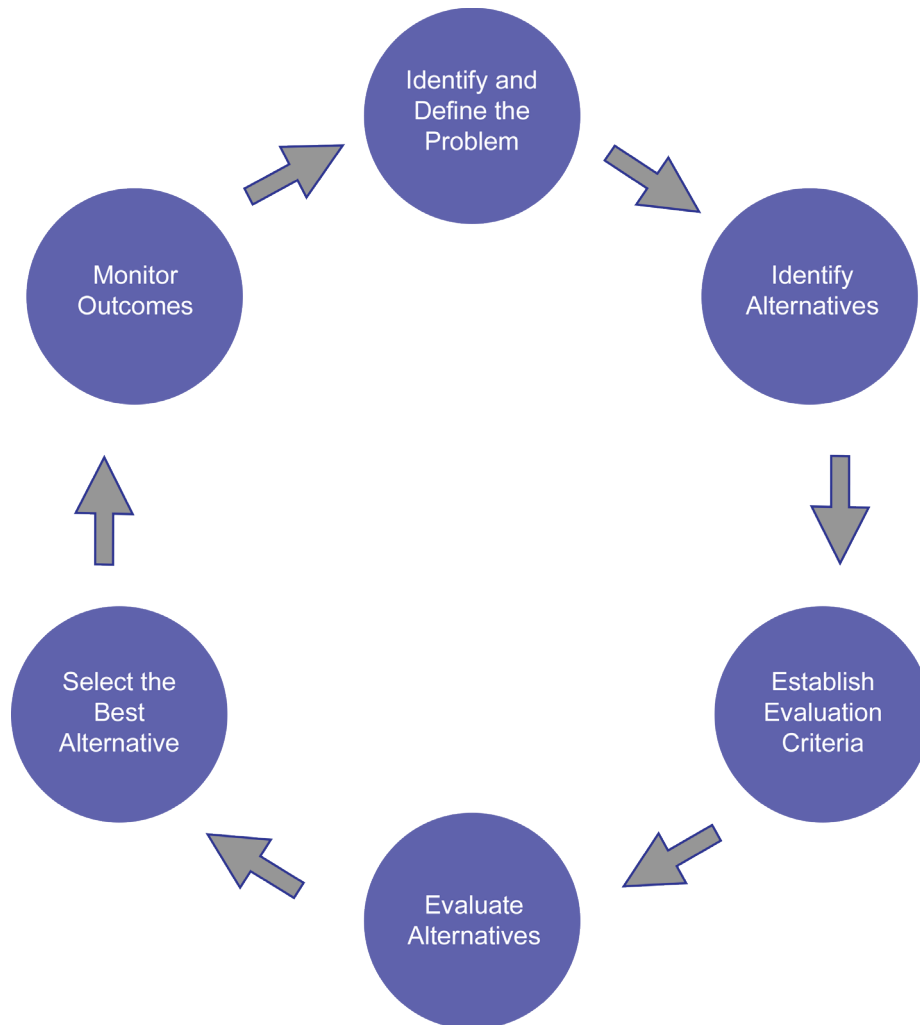 Identify and
Define the
Problem
Identify
Alternatives
Establish
Evaluation
Criteria
Evaluate
Alternatives
Select the
Best
Alternative
Monitor
Outcomes